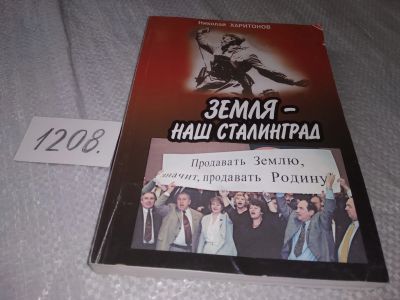 Николай ХАРИТОНОВ
ЗЕМЛЯ -
НАШ СТАЛИНГРАД
1208.
Продавать Землю,
значит, продавать Родину